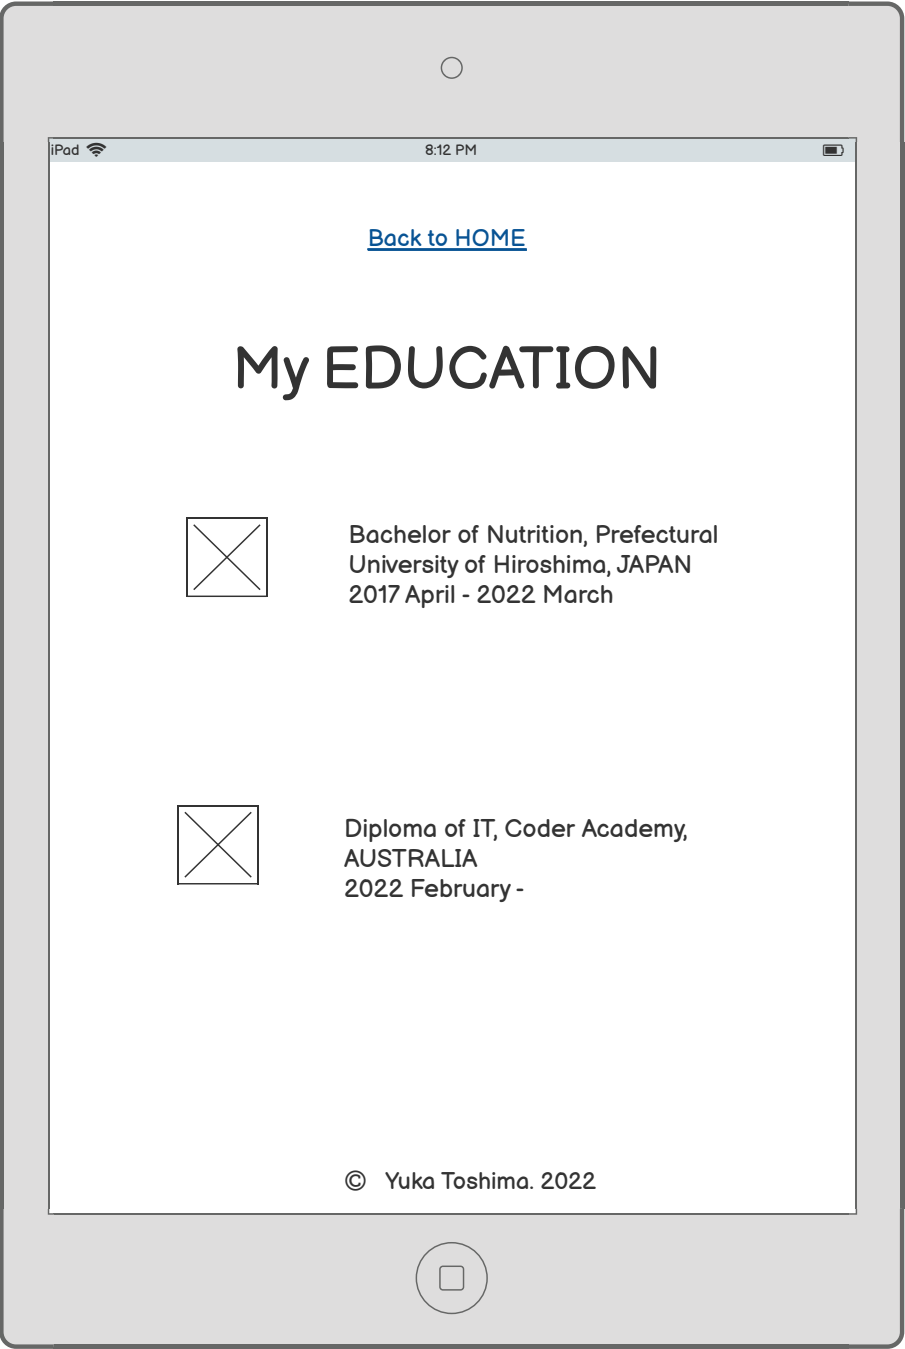 iPad
8:12 PM
Back to HOME
My EDUCATION
Bachelor of Nutrition, Prefectural
University of Hiroshima, JAPAN
2017 April - 2022 March
Diploma of IT, Coder Academy,
AUSTRALIA
2022 February -
© Yuka Toshima. 2022